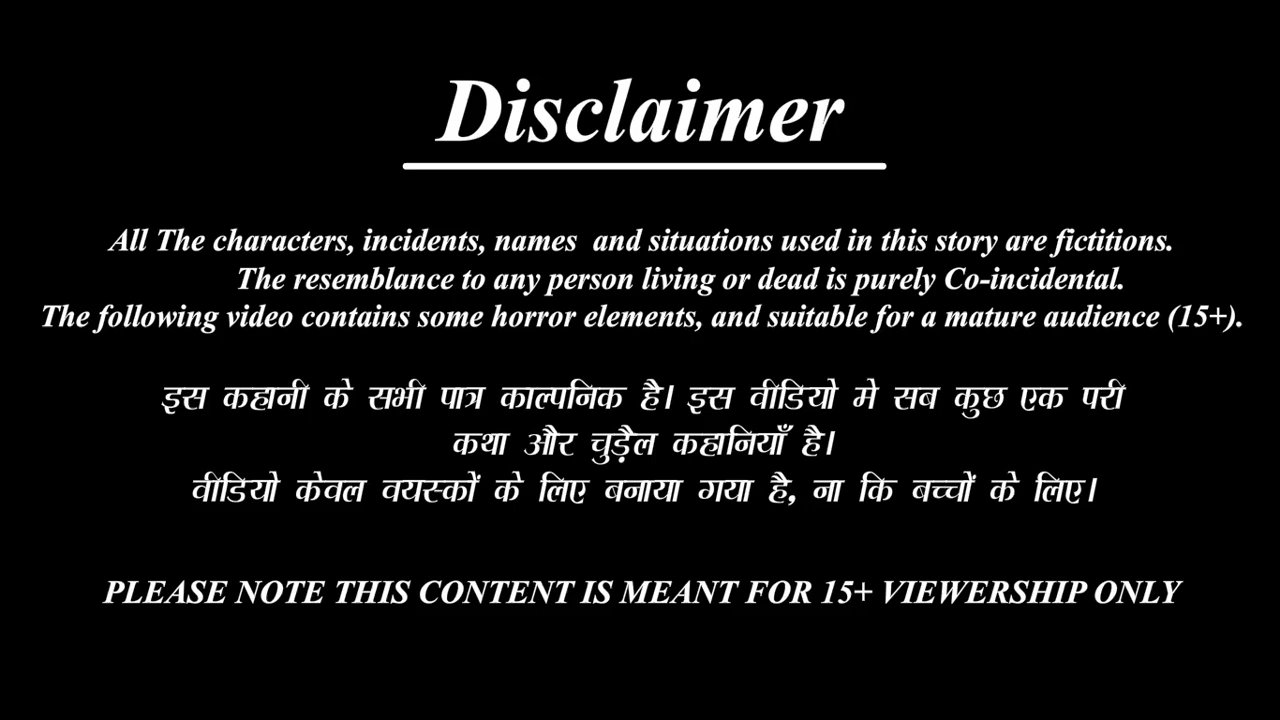 Disclaimer
All The characters, incidents, names and situations used in this story are fictitions.
The resemblance to any person living or dead is purely Co-incidental.
The following video contains some horror elements, and suitable for a mature audience (15+).
इस कहानी के सभी पात्र काल्पनिक है। इस वीडियो मे सब कुछ एक परी
कथा और चुड़ैल कहानियाँ है।
वीडियो केवल वयस्कों के लिए बनाया गया है, ना कि बच्चों के लिए।
PLEASE NOTE THIS CONTENT IS MEANT FOR 15+ VIEWERSHIP ONLY